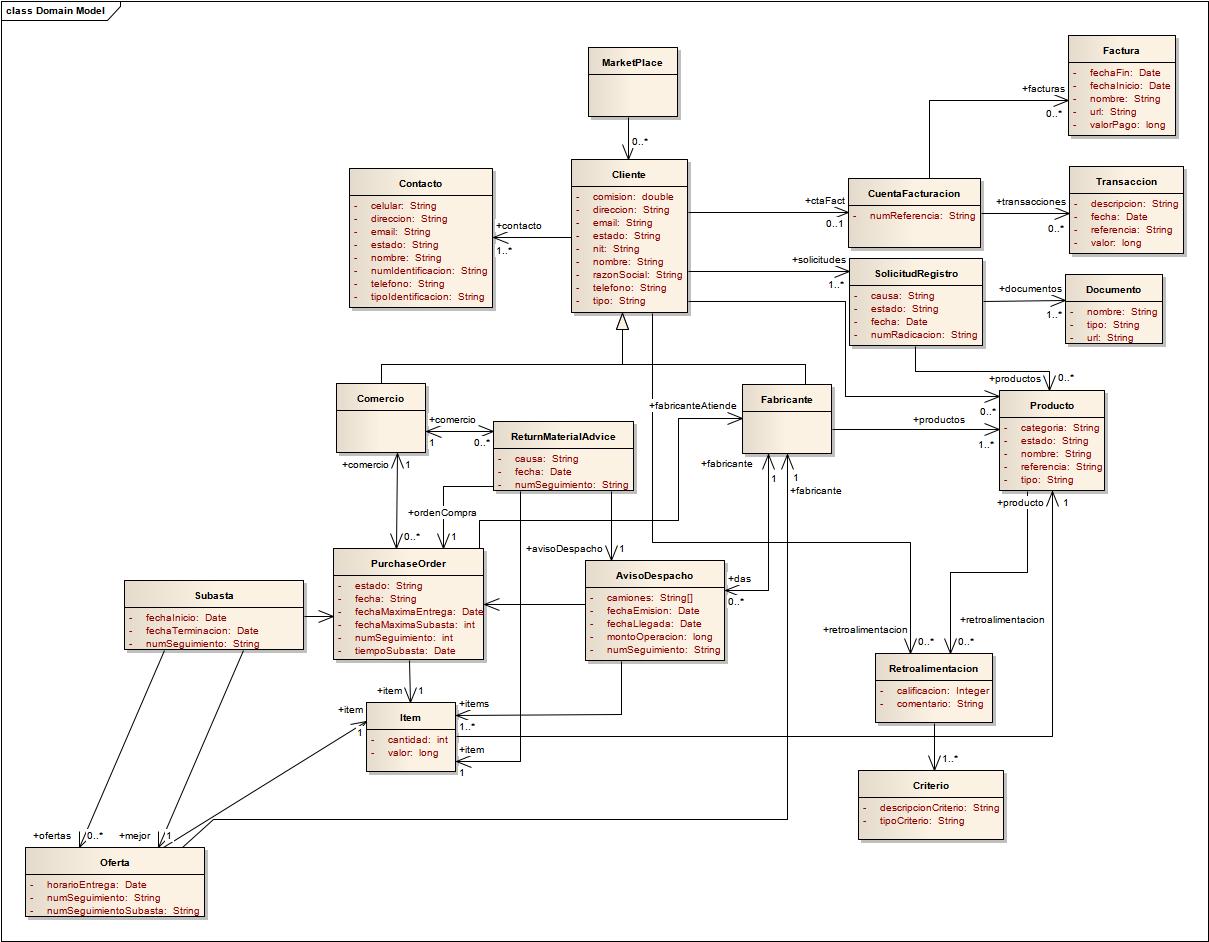 class Domain Model
MarketPlace
0..*
Factura
- fechaFin: Date
- fechaInicio: Date
- nombre: String
- url: String
- valorPago: long
+facturas
0..*
Contacto
- celular: String
- direccion: String
- email: String
- estado: String
- nombre: String
- numIdentificacion: String
- telefono: String
- tipoIdentificacion: String
+contacto
1..*
Cliente
- comision: double
- direccion: String
- email: String
- estado: String
- nit: String
- nombre: String
- razonSocial: String
- telefono: String
- tipo: String
+ctaFact
0..1
CuentaFacturacion
- numReferencia: String
+transacciones
0..*
Transaccion
- descripcion: String
- fecha: Date
- referencia: String
- valor: long
+solicitudes
1..*
SolicitudRegistro
- causa: String
- estado: String
- fecha: Date
- numRadicacion: String
+documentos
1..*
Documento
- nombre: String
- tipo: String
- url: String
+productos
0..*
0..*
Comercio
+comercio
1
0..*
ReturnMaterialAdvice
- causa: String
- fecha: Date
- numSeguimiento: String
+fabricanteAtiende
Fabricante
+productos
1..*
Producto
- categoria: String
- estado: String
- nombre: String
- referencia: String
- tipo: String
+comercio
1
+fabricante
1
1
+fabricante
+producto
1
+ordenCompra
1
0..*
+avisoDespacho
1
PurchaseOrder
- estado: String
- fecha: String
- fechaMaximaEntrega: Date
- fechaMaximaSubasta: int
- numSeguimiento: int
- tiempoSubasta: Date
AvisoDespacho
- camiones: String[]
- fechaEmision: Date
- fechaLlegada: Date
- montoOperacion: long
- numSeguimiento: String
+das
0..*
Subasta
- fechaInicio: Date
- fechaTerminacion: Date
- numSeguimiento: String
+retroalimentacion
0..*
+retroalimentacion
0..*
Retroalimentacion
- calificacion: Integer
- comentario: String
+item
1
+item
1
Item
- cantidad: int
- valor: long
+items
1..*
+item
1
1..*
Criterio
- descripcionCriterio: String
- tipoCriterio: String
+ofertas
0..*
+mejor
1
Oferta
- horarioEntrega: Date
- numSeguimiento: String
- numSeguimientoSubasta: String